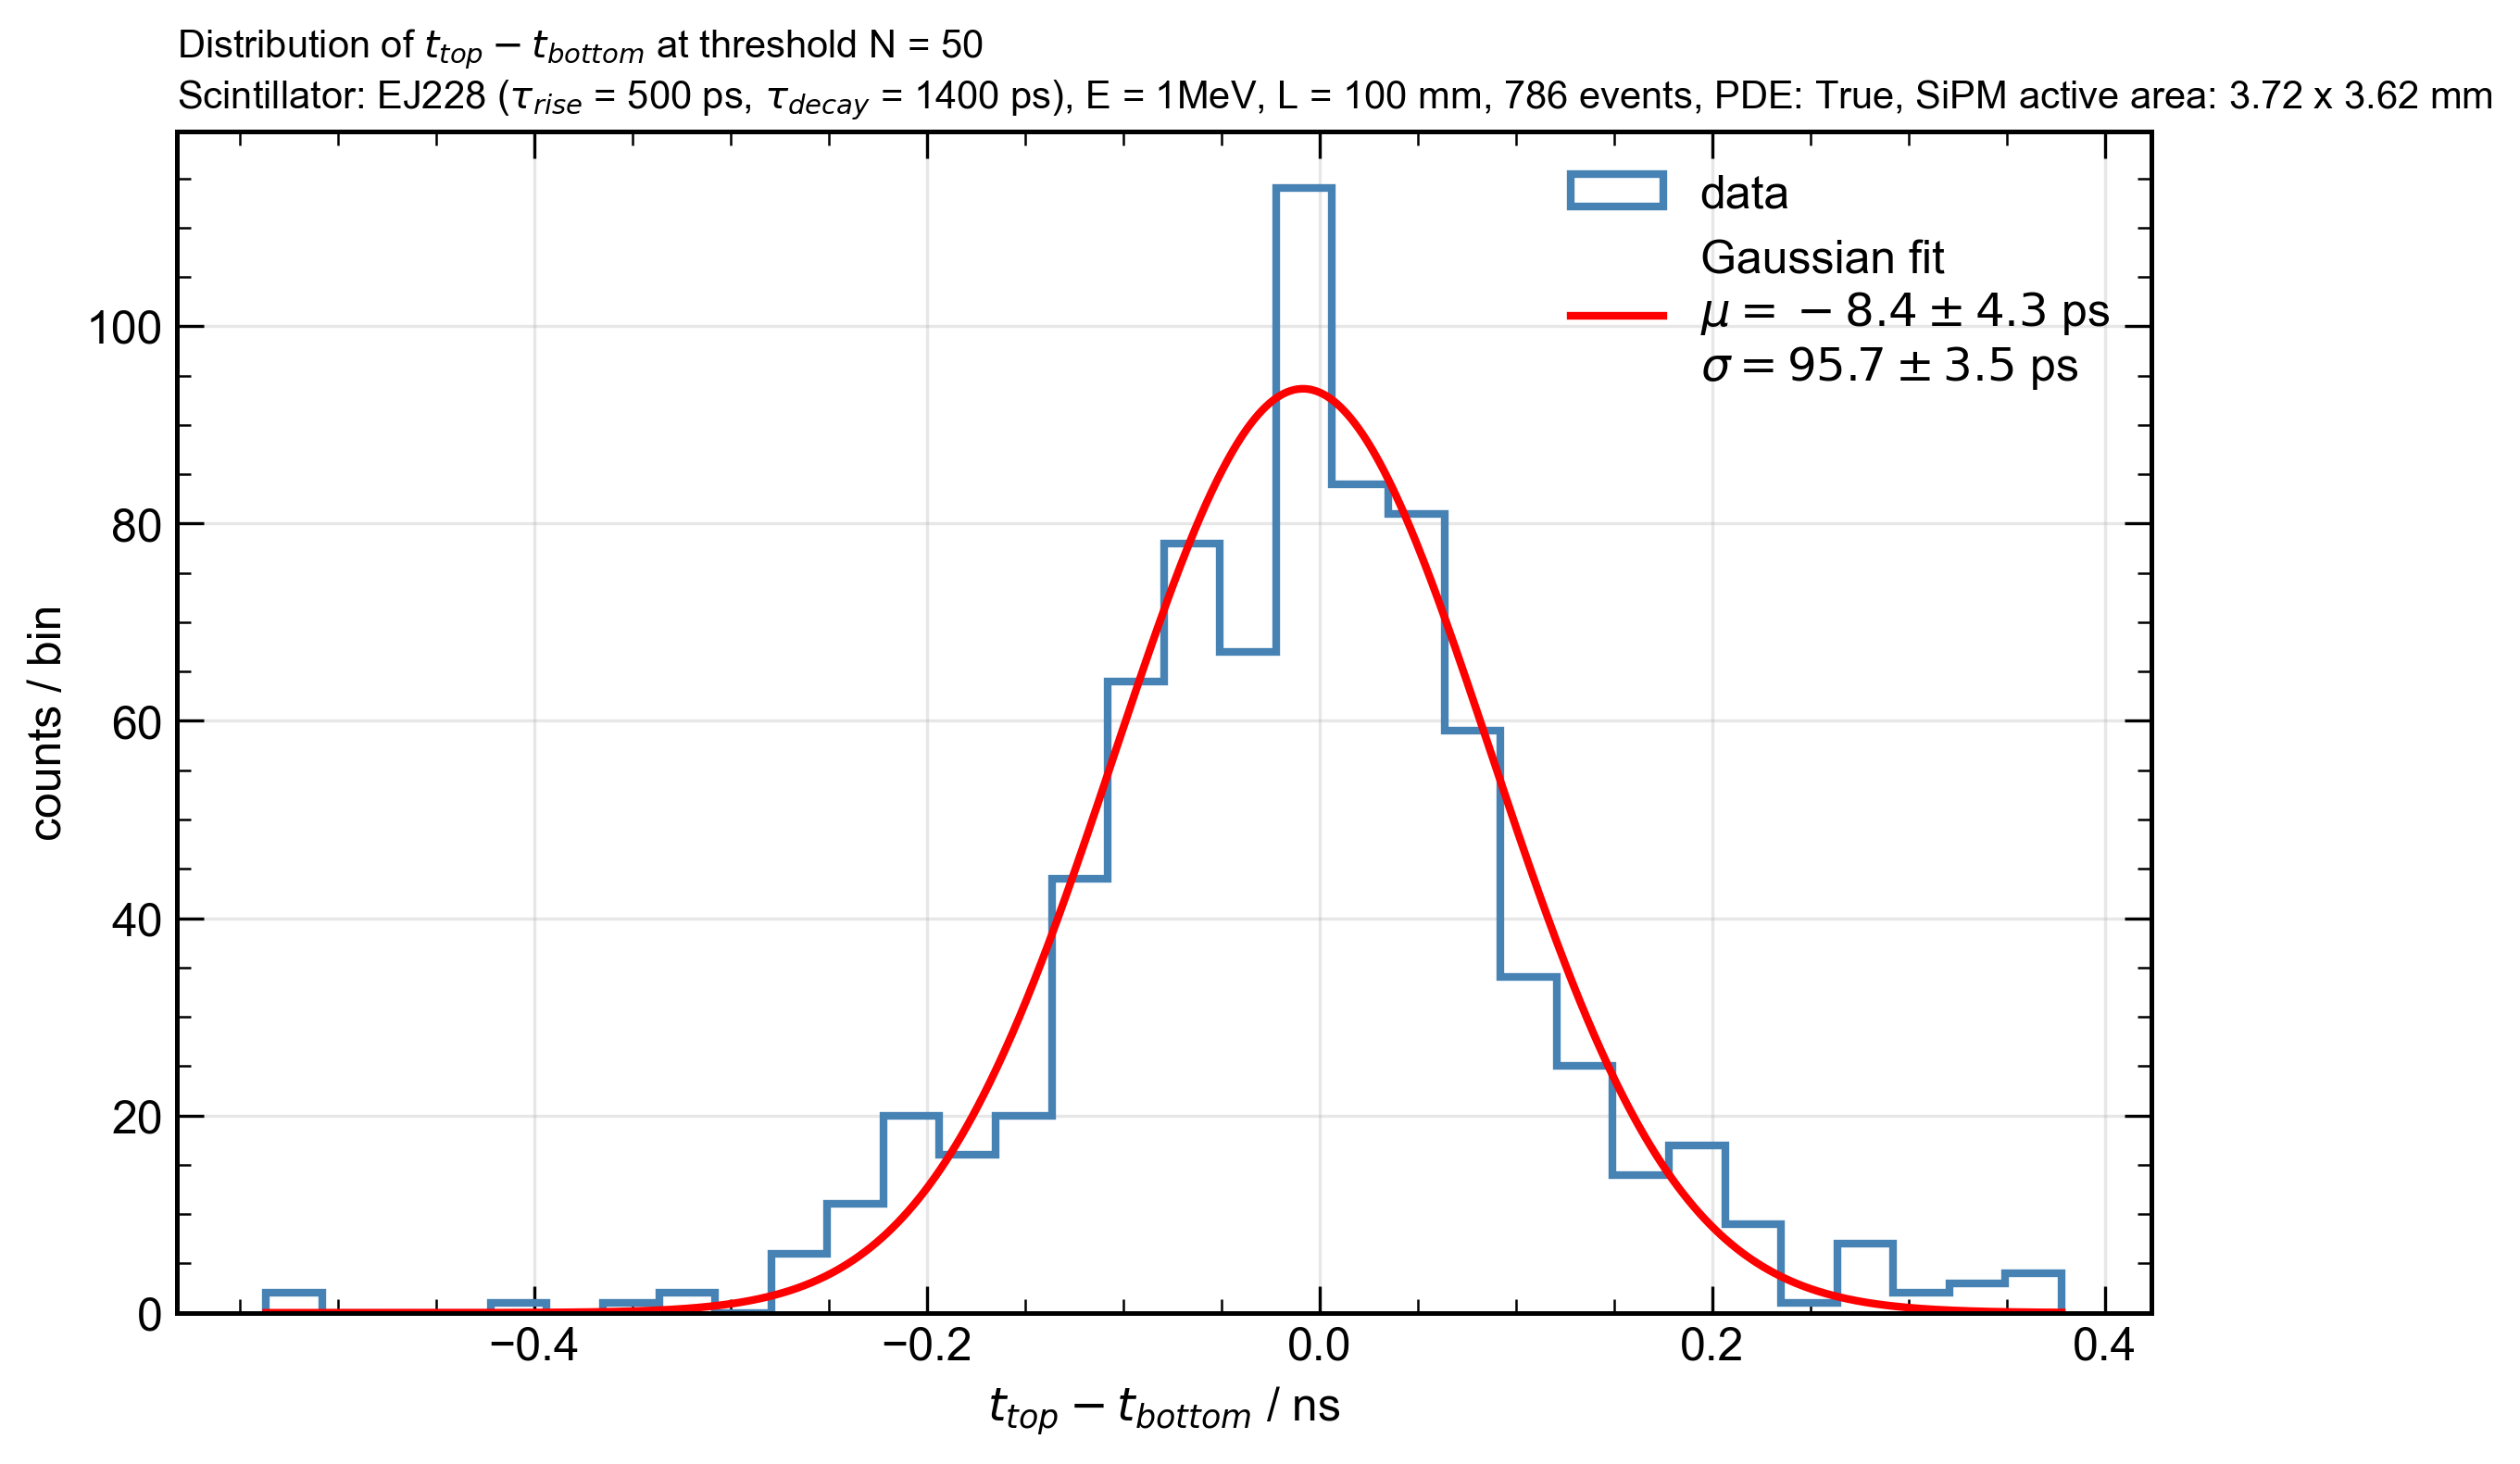 Distribution of t_top − t_bottom at threshold N = 50
Scintillator: EJ228 (τ_rise = 500 ps, τ_decay = 1400 ps), E = 1MeV, L = 100 mm, 786 events, PDE: True, SiPM active area: 3.72 x 3.62 mm
data
Gaussian fit
μ = − 8.4 ± 4.3 ps
σ = 95.7 ± 3.5 ps
counts / bin
100
80
60
40
20
0
−0.4 −0.2 0.0 0.2 0.4
t_top − t_bottom / ns